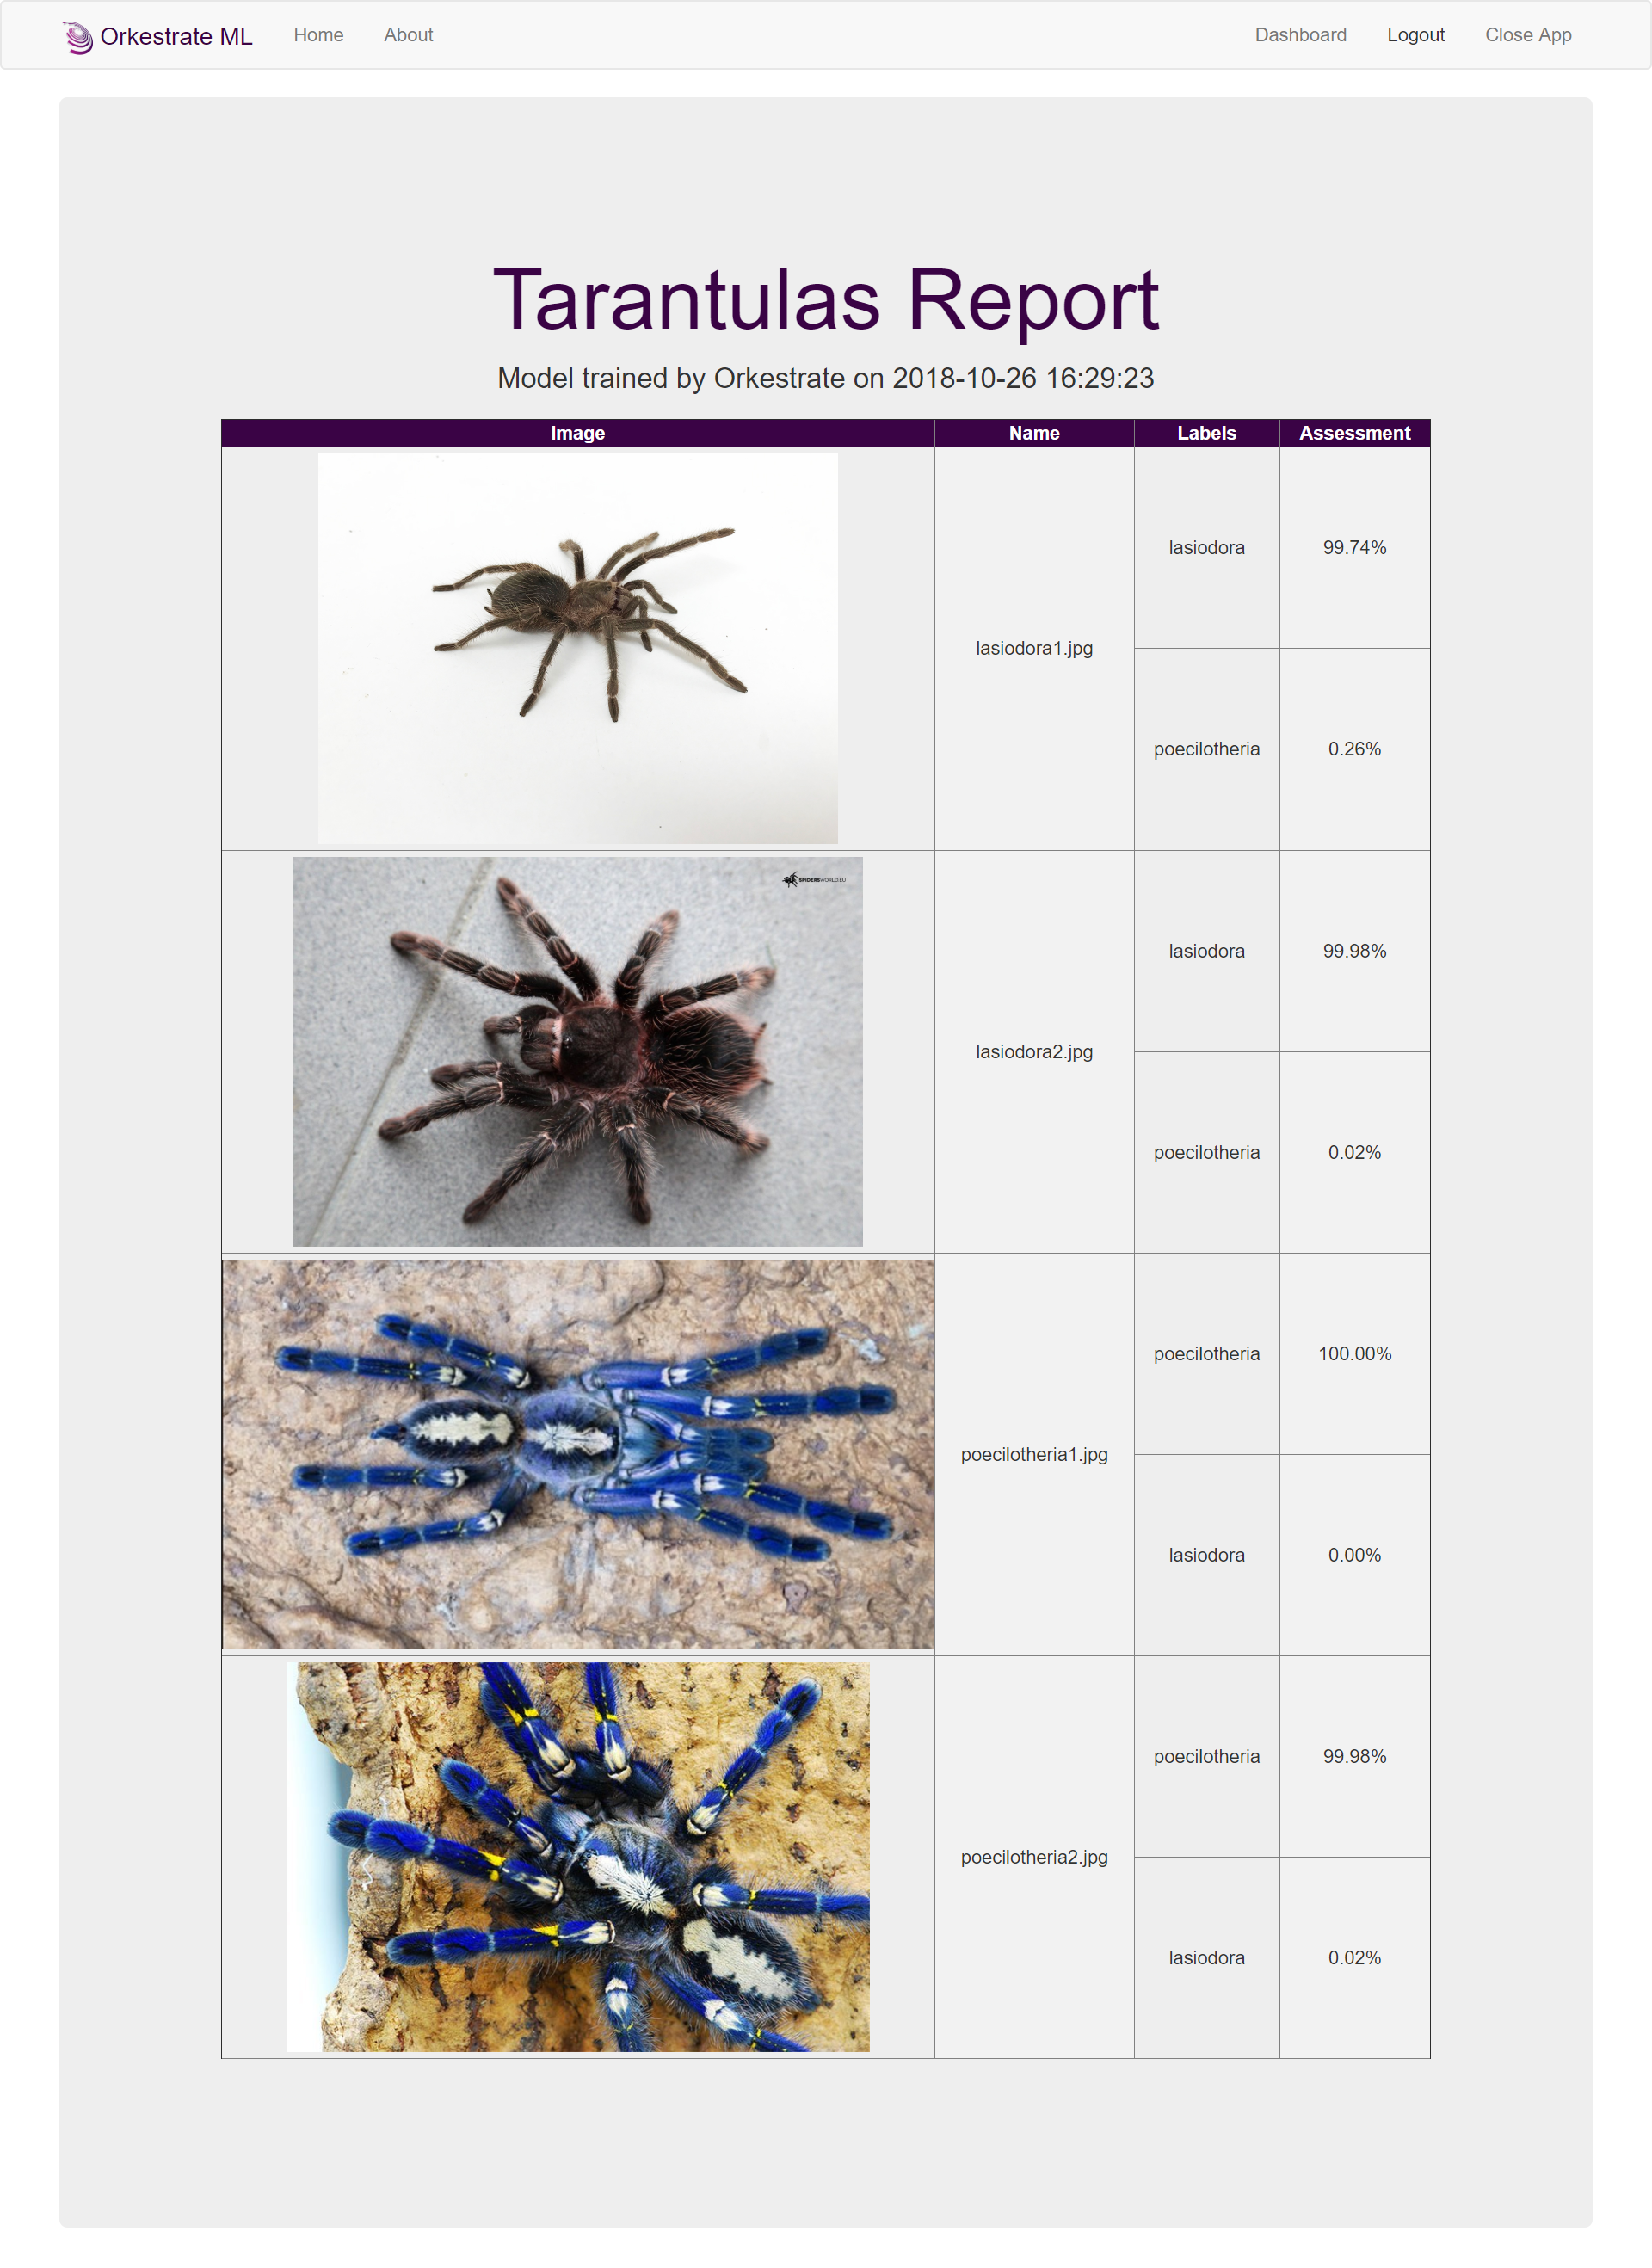 Orkestrate ML Home About Dashboard Logout Close App
Tarantulas Report
Model trained by Orkestrate on 2018-10-26 16:29:23
Image Name Labels Assessment
SPIDERSWORLD.EU
lasiodora1.jpg
lasiodora 99.74%
poecilotheria 0.26%
lasiodora2.jpg
lasiodora 99.98%
poecilotheria 0.02%
poecilotheria1.jpg
poecilotheria 100.00%
lasiodora 0.00%
poecilotheria2.jpg
poecilotheria 99.98%
lasiodora 0.02%